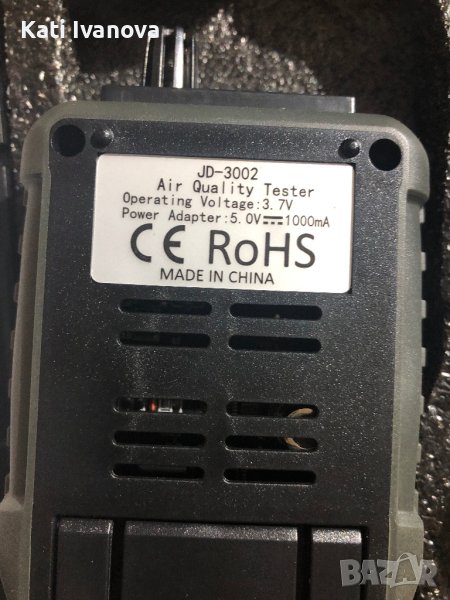 Kati Ivanova
JD-3002
Air Quality Tester
Operating Voltage:3.7V
Power Adapter:5.0V⎓1000mA
CE RoHS
MADE IN CHINA
BAZAR